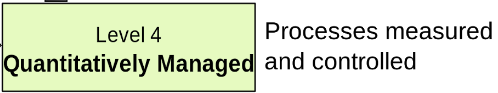 Level 4
Quantitatively Managed
Processes measured
and controlled